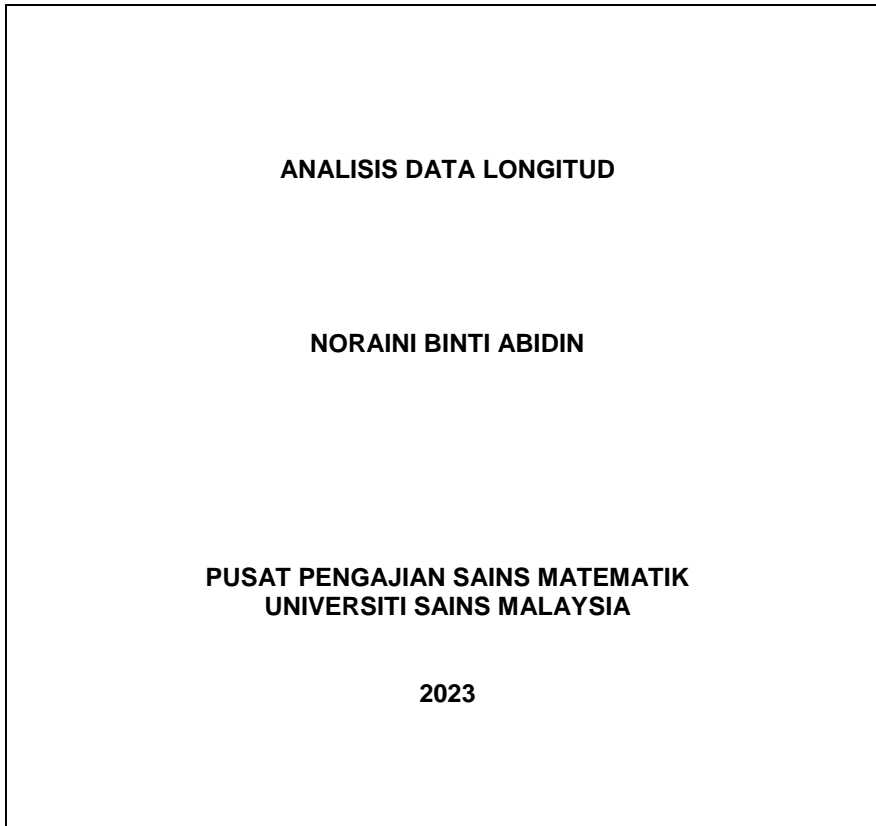 ANALISIS DATA LONGITUD
NORAINI BINTI ABIDIN
PUSAT PENGAJIAN SAINS MATEMATIK
UNIVERSITI SAINS MALAYSIA
2023